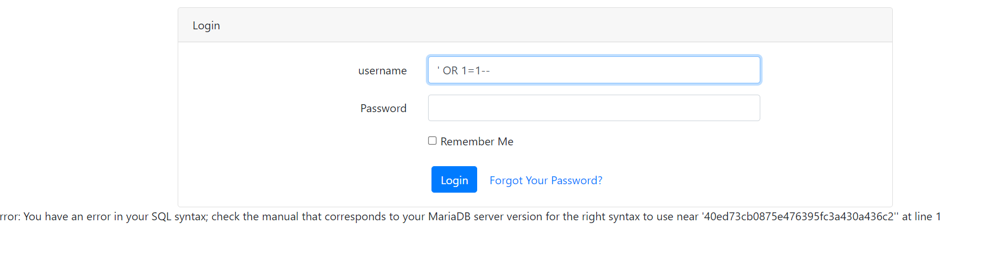 Login
username
' OR 1=1--
Password
Remember Me
Login Forgot Your Password?
rror: You have an error in your SQL syntax; check the manual that corresponds to your MariaDB server version for the right syntax to use near '40ed73cb0875e476395fc3a430a436c2'' at line 1